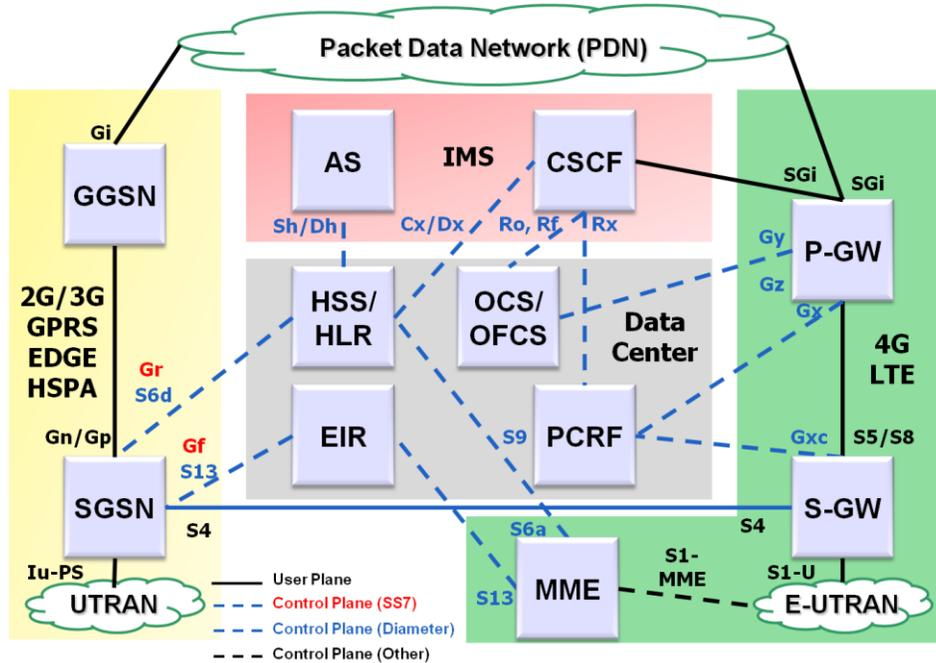 Packet Data Network (PDN)
Gi
GGSN
AS
IMS
CSCF
SGi
SGi
P-GW
Sh/Dh
Cx/Dx
Ro, Rf
Rx
Gy
Gz
Gx
2G/3G
GPRS
EDGE
HSPA
HSS/
HLR
OCS/
OFCS
Data
Center
4G
LTE
Gr
S6d
Gn/Gp
Gf
S13
EIR
S9
PCRF
Gxc
S5/S8
SGSN
S4
S4
S-GW
S6a
Iu-PS
UTRAN
User Plane
Control Plane (SS7)
Control Plane (Diameter)
Control Plane (Other)
S13
MME
S1-
MME
S1-U
E-UTRAN